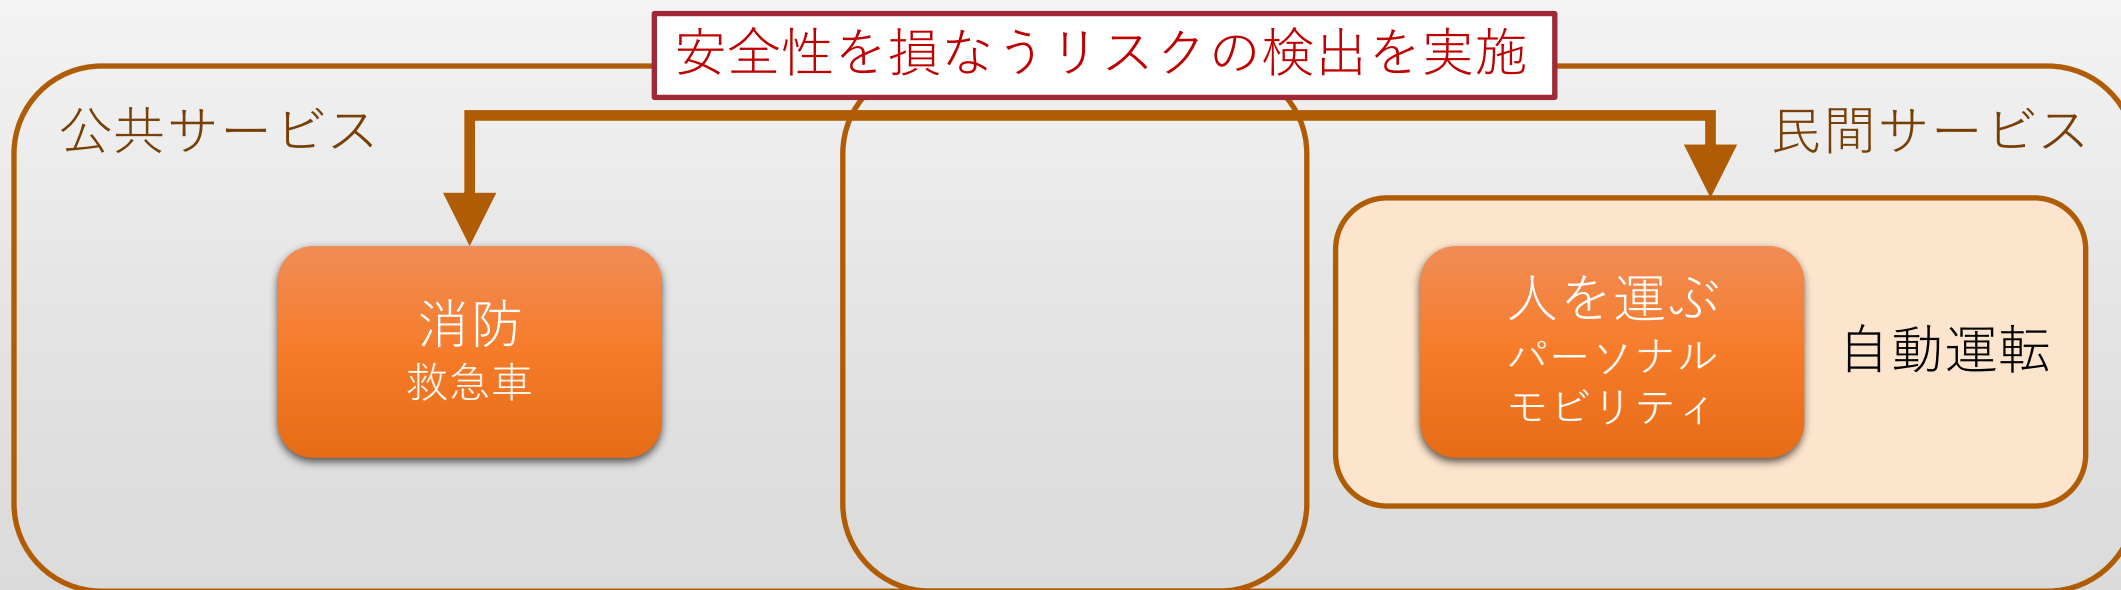 安全性を損なうリスクの検出を実施
公共サービス
民間サービス
消防
救急車
人を運ぶ
パーソナル
モビリティ
自動運転